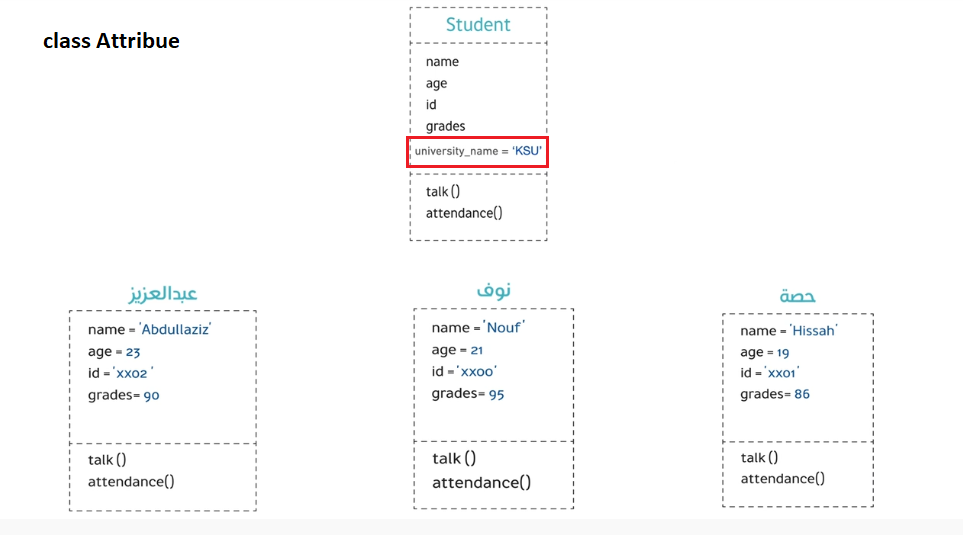 class Attribue
Student
name
age
id
grades
university_name = 'KSU'
talk()
attendance()
عبدالعزيز
name = 'Abdullaziz'
age = 23
id = 'xx02 '
grades= 90
talk()
attendance()
نوف
name = 'Nouf'
age = 21
id = 'xx00'
grades= 95
talk()
attendance()
حصة
name = 'Hissah'
age = 19
id = 'xx01'
grades= 86
talk()
attendance()